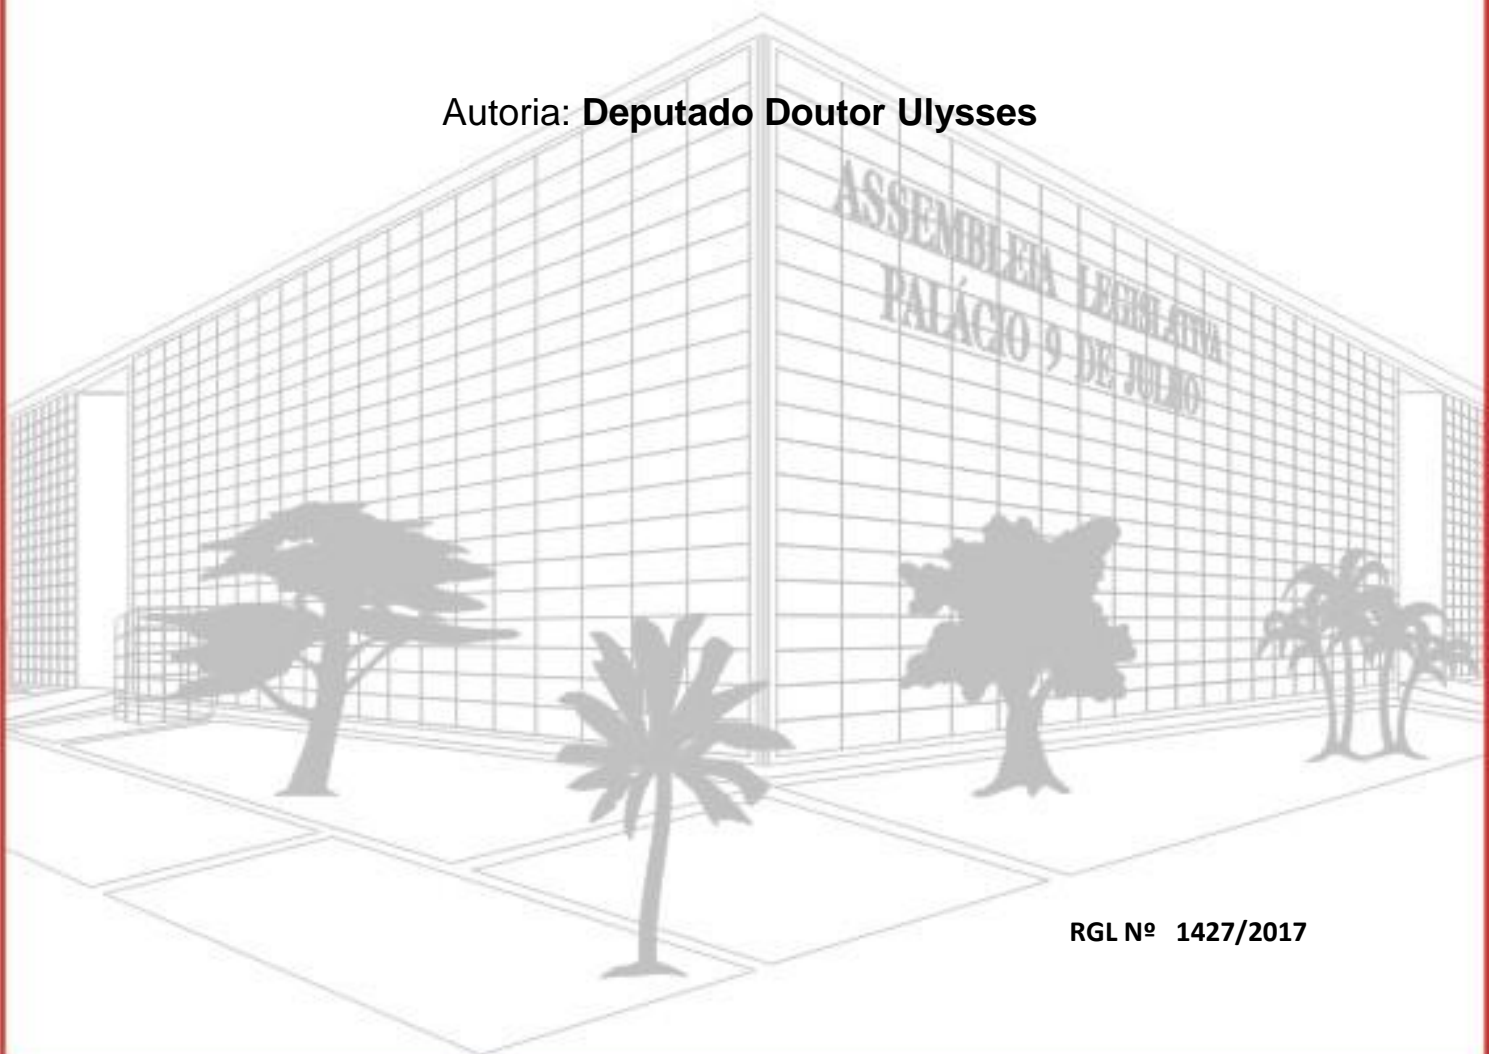 Autoria: Deputado Doutor Ulysses
ASSEMBLEIA LEGISLATIVA
PALÁCIO 9 DE JULHO
RGL Nº 1427/2017